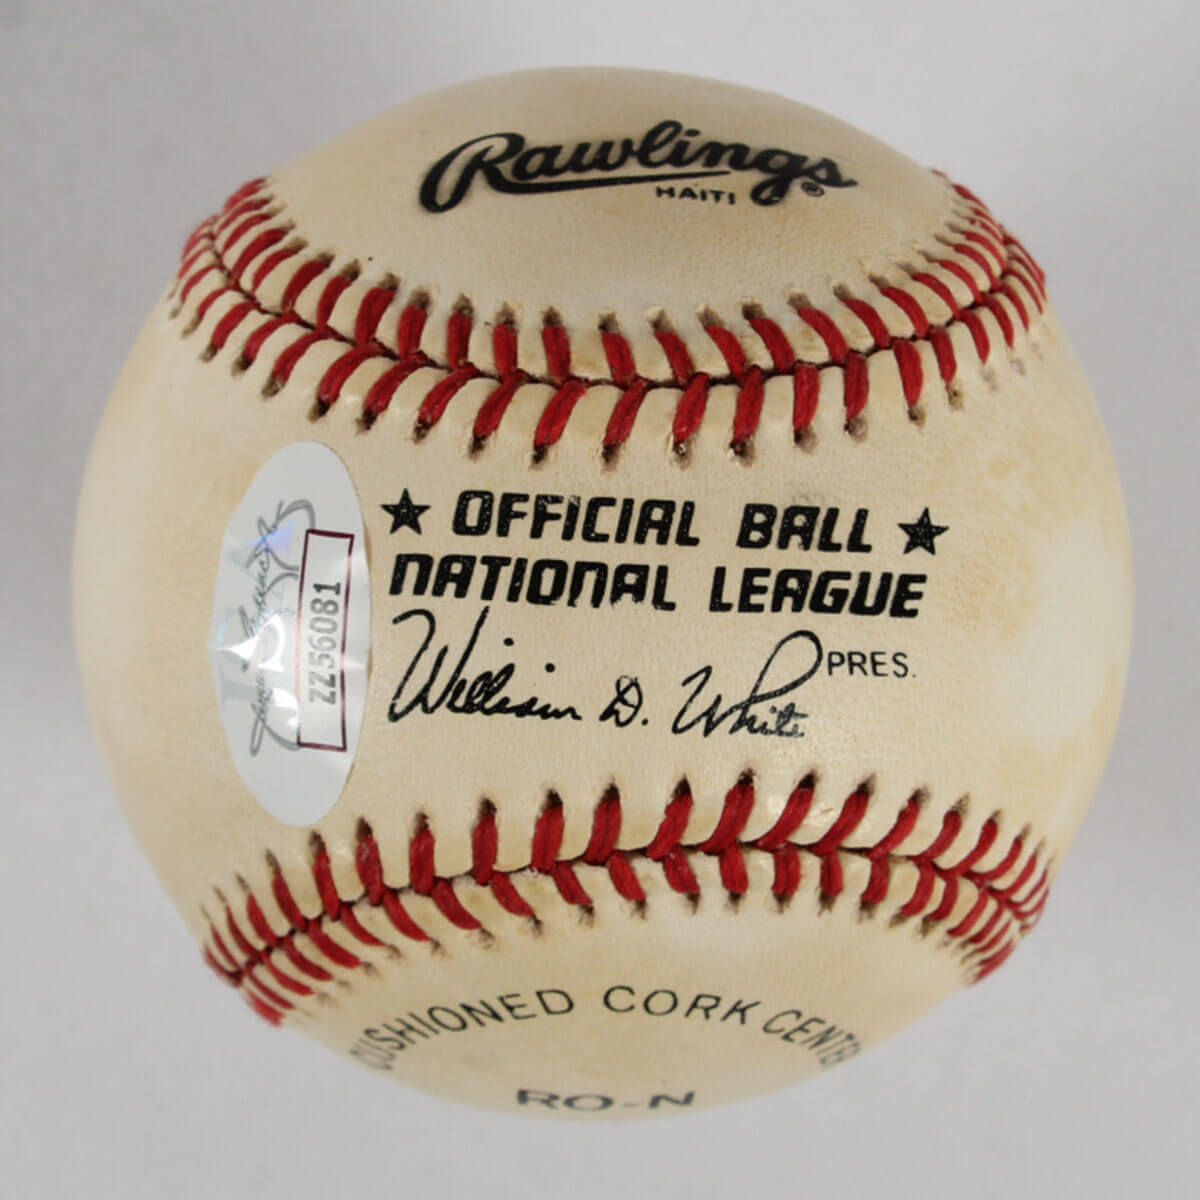 Rawlings®
HAITI
★ OFFICIAL BALL ★
NATIONAL LEAGUE
William D. White PRES.
ZZ56081
CUSHIONED CORK CENTE
RO-N